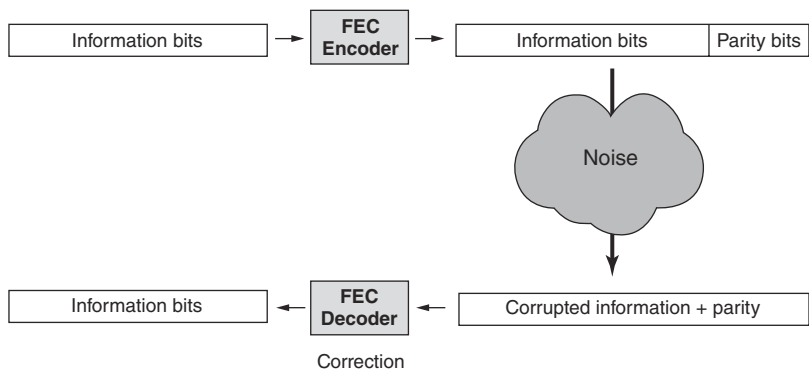 Information bits
FEC
Encoder
Information bits
Parity bits
Noise
Information bits
FEC
Decoder
Corrupted information + parity
Correction